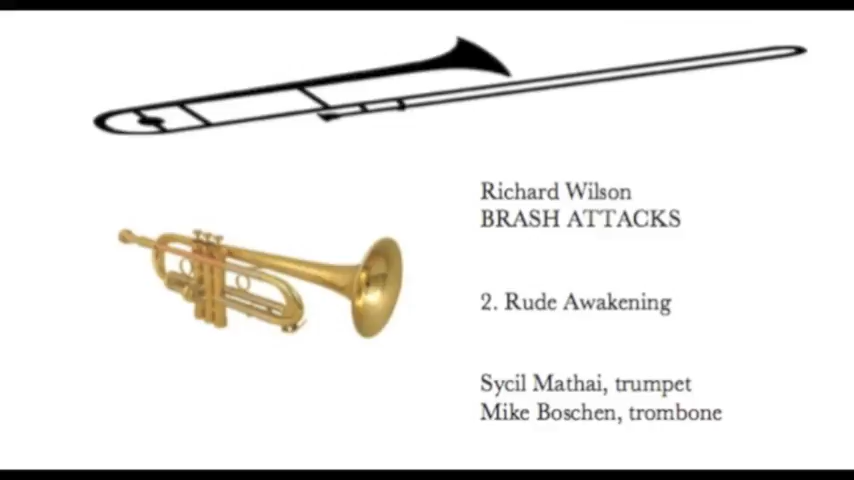 Richard Wilson
BRASH ATTACKS
2. Rude Awakening
Sycil Mathai, trumpet
Mike Boschen, trombone